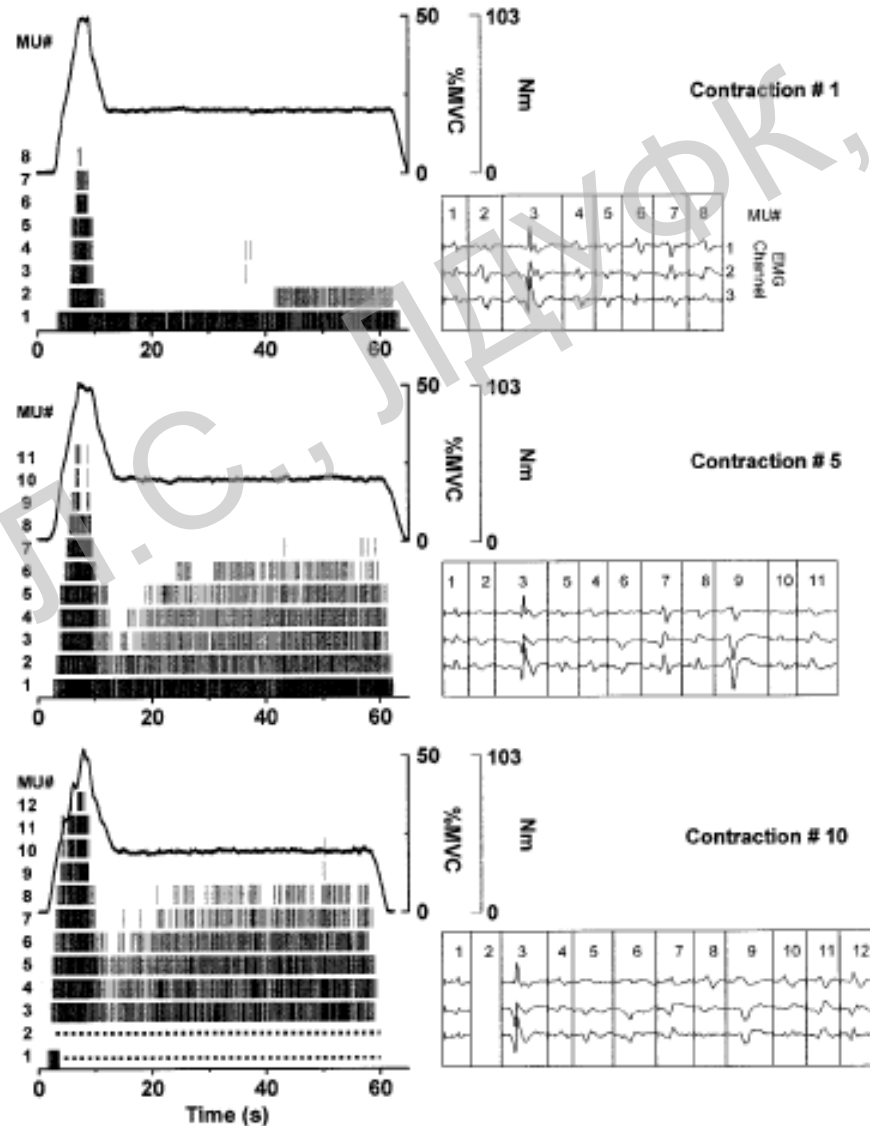 MU#
50
103
%MVC
Nm
Contraction # 1
8
7
6
5
4
3
2
1
0
0
0 20 40 60
1 2 3 4 5 6 7 8 MU#
1
2
3
EMG Channel
MU#
50
103
%MVC
Nm
Contraction # 5
11
10
9
8
7
6
5
4
3
2
1
0
0
0 20 40 60
1 2 3 5 4 6 7 8 9 10 11
MU#
50
103
%MVC
Nm
Contraction # 10
12
11
10
9
8
7
6
5
4
3
2
1
0
0
0 20 40 60
Time (s)
1 2 3 4 5 6 7 8 9 10 11 12
Л.С., ЛДУФК,